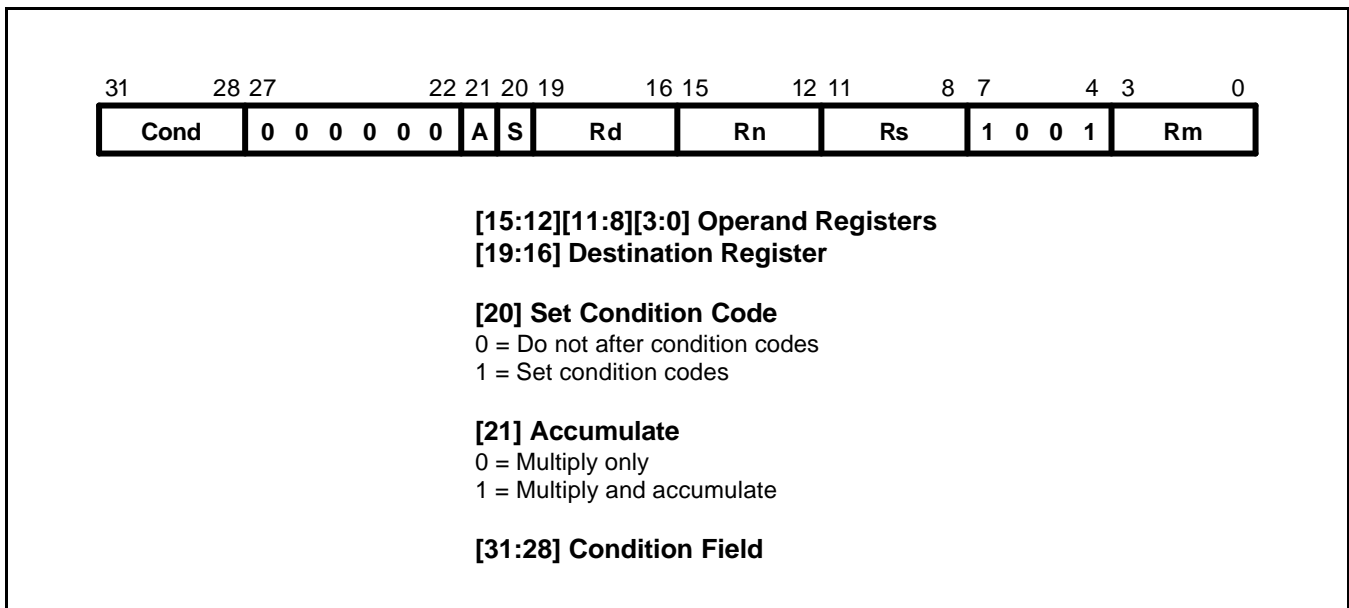 31 28 27 22 21 20 19 16 15 12 11 8 7 4 3 0
Cond 0 0 0 0 0 0 A S Rd Rn Rs 1 0 0 1 Rm
[15:12][11:8][3:0] Operand Registers
[19:16] Destination Register
[20] Set Condition Code
0 = Do not after condition codes
1 = Set condition codes
[21] Accumulate
0 = Multiply only
1 = Multiply and accumulate
[31:28] Condition Field